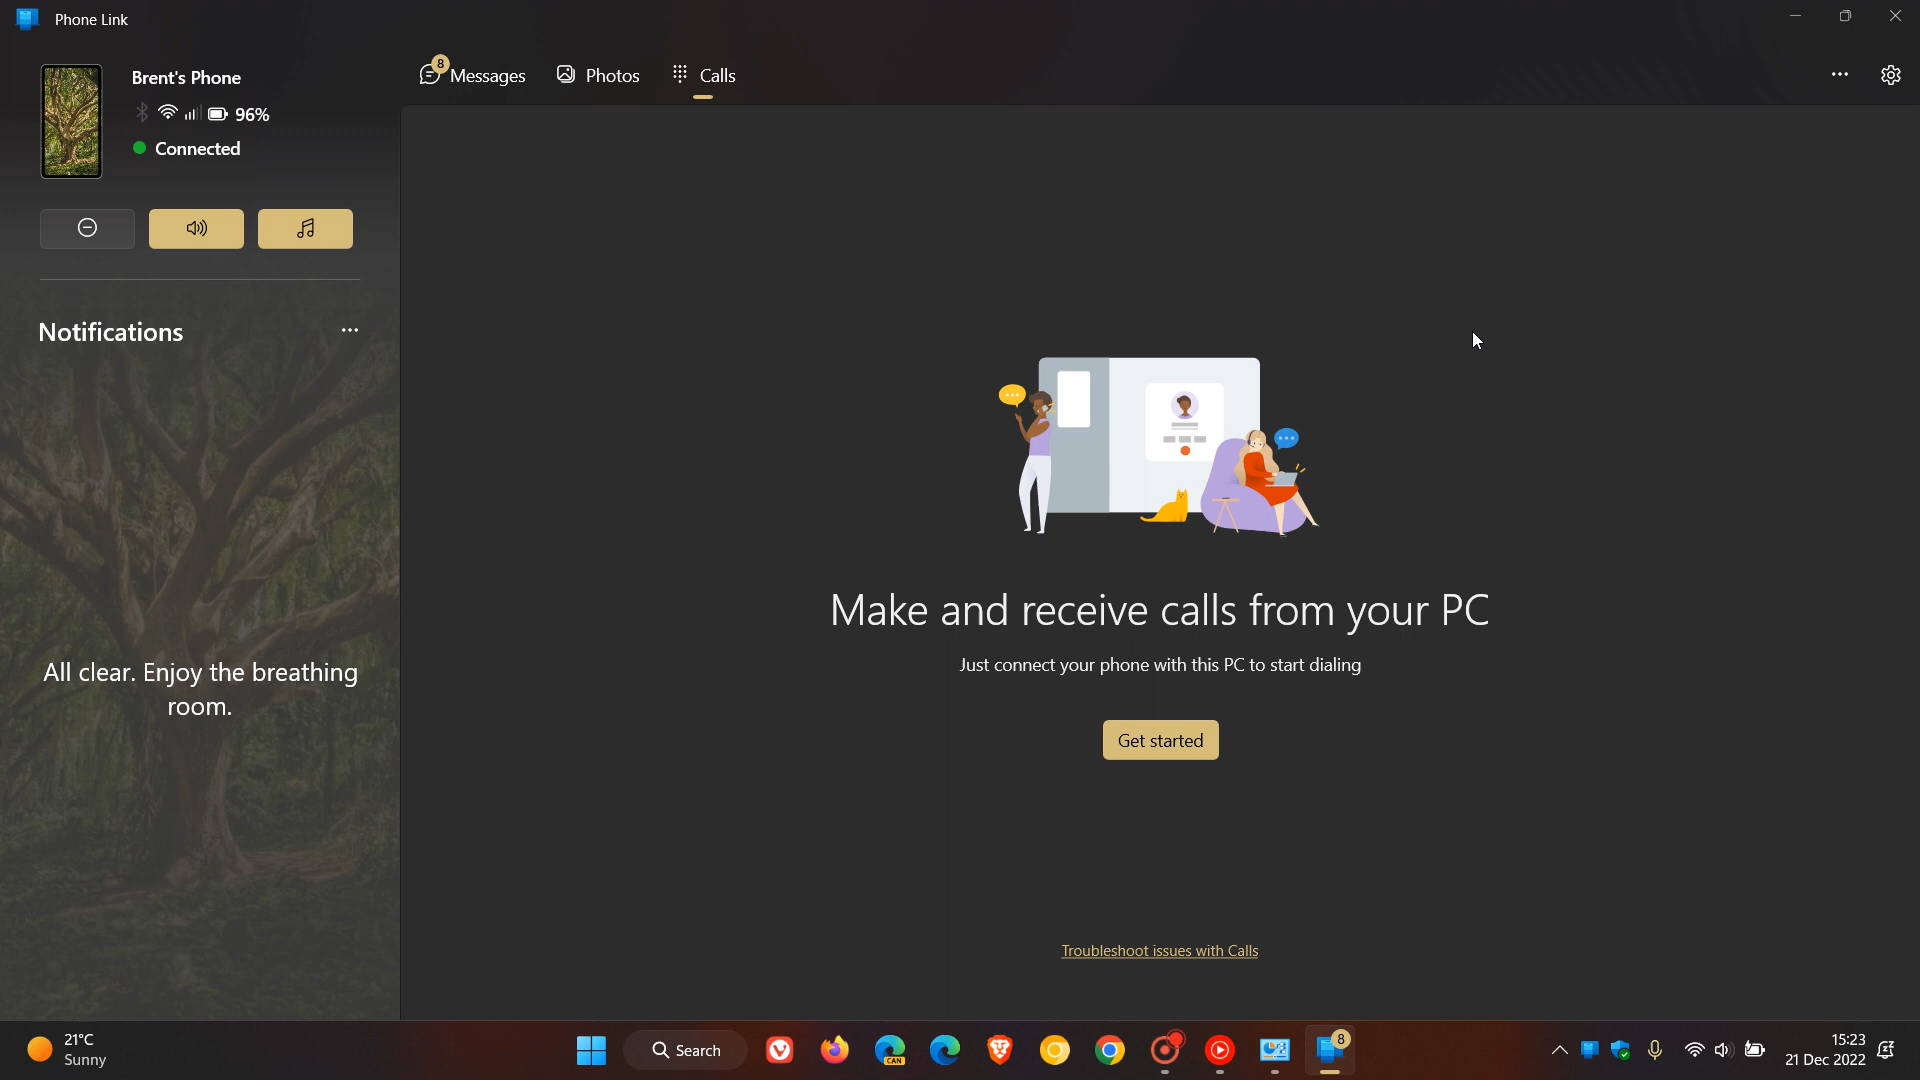 Phone Link
Brent's Phone
96%
Connected
8
Messages
Photos
Calls
Notifications
All clear. Enjoy the breathing
room.
Make and receive calls from your PC
Just connect your phone with this PC to start dialing
Get started
Troubleshoot issues with Calls
21°C
Sunny
Search
CAN
8
15:23
21 Dec 2022